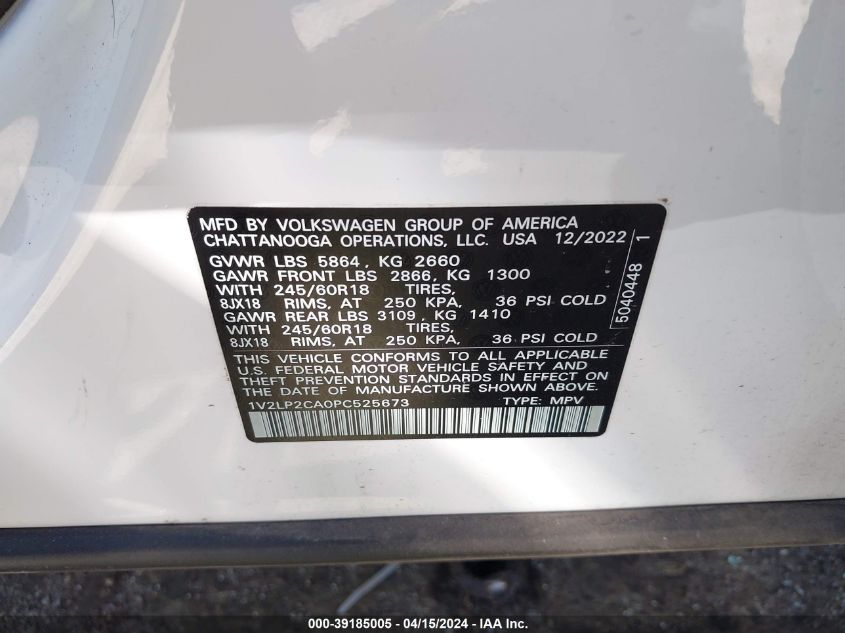 MFD BY VOLKSWAGEN GROUP OF AMERICA
CHATTANOOGA OPERATIONS, LLC. USA 12/2022
GVWR LBS 5864, KG 2660
GAWR FRONT LBS 2866, KG 1300
WITH 245/60R18 TIRES,
8JX18 RIMS, AT 250 KPA, 36 PSI COLD
GAWR REAR LBS 3109, KG 1410
WITH 245/60R18 TIRES,
8JX18 RIMS, AT 250 KPA, 36 PSI COLD
THIS VEHICLE CONFORMS TO ALL APPLICABLE
U.S. FEDERAL MOTOR VEHICLE SAFETY AND
THEFT PREVENTION STANDARDS IN EFFECT ON
THE DATE OF MANUFACTURE SHOWN ABOVE.
1V2LP2CA0PC525673 TYPE: MPV
5040448 1
000-39185005 - 04/15/2024 - IAA Inc.